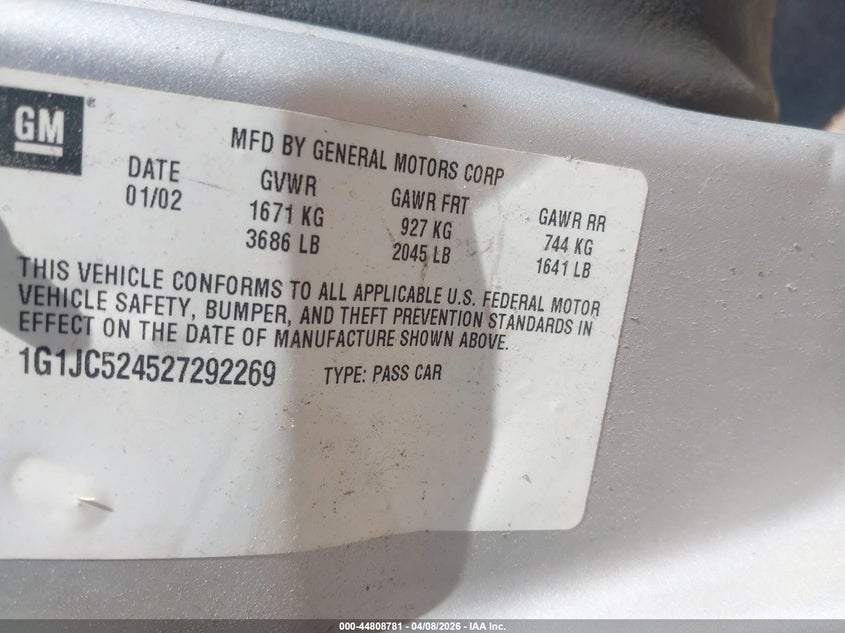 GM®
MFD BY GENERAL MOTORS CORP
DATE GVWR GAWR FRT GAWR RR
01/02 1671 KG 927 KG 744 KG
3686 LB 2045 LB 1641 LB
THIS VEHICLE CONFORMS TO ALL APPLICABLE U.S. FEDERAL MOTOR
VEHICLE SAFETY, BUMPER, AND THEFT PREVENTION STANDARDS IN
EFFECT ON THE DATE OF MANUFACTURE SHOWN ABOVE.
1G1JC524527292269 TYPE: PASS CAR
000-44808781 - 04/08/2026 - IAA Inc.